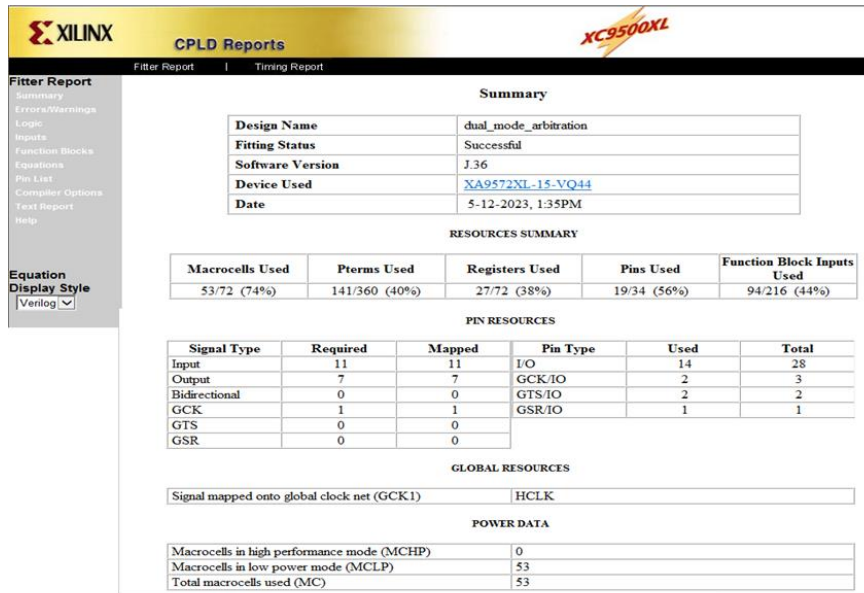 XILINX
CPLD Reports
XC9500XL
Fitter Report | Timing Report
Fitter Report
Summary
Errors/Warnings
Logic
Inputs
Function Blocks
Equations
Pin List
Compiler Options
Text Report
Help
Equation
Display Style
Verilog
Summary
Design Name dual_mode_arbitration
Fitting Status Successful
Software Version J.36
Device Used XA9572XL-15-VQ44
Date 5-12-2023, 1:35PM
RESOURCES SUMMARY
Macrocells Used Pterms Used Registers Used Pins Used Function Block Inputs Used
53/72 (74%) 141/360 (40%) 27/72 (38%) 19/34 (56%) 94/216 (44%)
PIN RESOURCES
Signal Type Required Mapped Pin Type Used Total
Input 11 11 I/O 14 28
Output 7 7 GCK/IO 2 3
Bidirectional 0 0 GTS/IO 2 2
GCK 1 1 GSR/IO 1 1
GTS 0 0
GSR 0 0
GLOBAL RESOURCES
Signal mapped onto global clock net (GCK1) HCLK
POWER DATA
Macrocells in high performance mode (MCHP) 0
Macrocells in low power mode (MCLP) 53
Total macrocells used (MC) 53